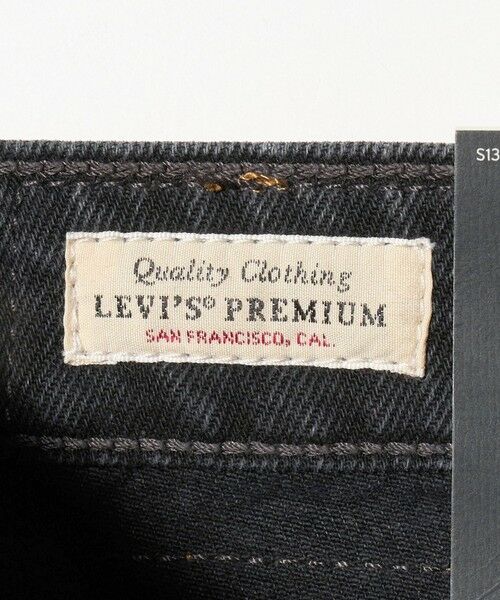 S13
Quality Clothing
LEVI'S® PREMIUM
SAN FRANCISCO, CAL.